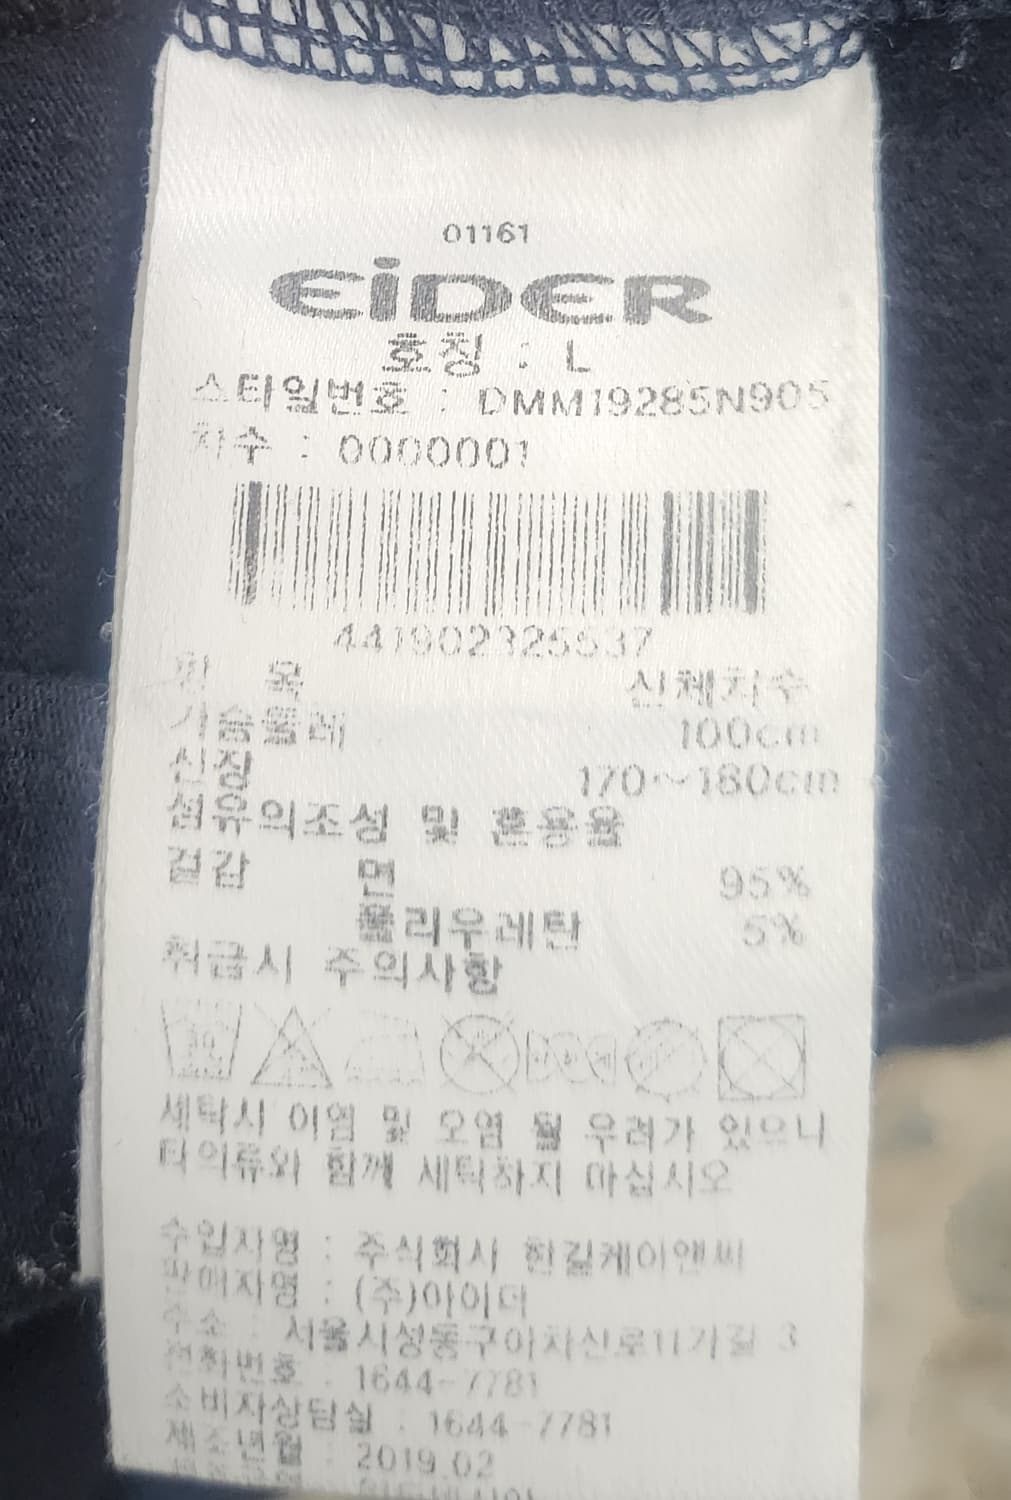 01161
EiDER
호칭 : L
스타일번호 : DMM19285N905
차수 : 0000001
441902325537
항 목 신체치수
가슴둘레 100cm
신장 170~180cm
섬유의조성 및 혼용율
겉감 면 95%
폴리우레탄 5%
취급시 주의사항
세탁시 이염 및 오염 될 우려가 있으니
타의류와 함께 세탁하지 마십시오
수입자명 : 주식회사 한길케이앤씨
판매자명 : (주)아이더
주소 : 서울시성동구아차산로11가길 3
전화번호 : 1644-7781
소비자상담실 : 1644-7781
제조년월 : 2019.02